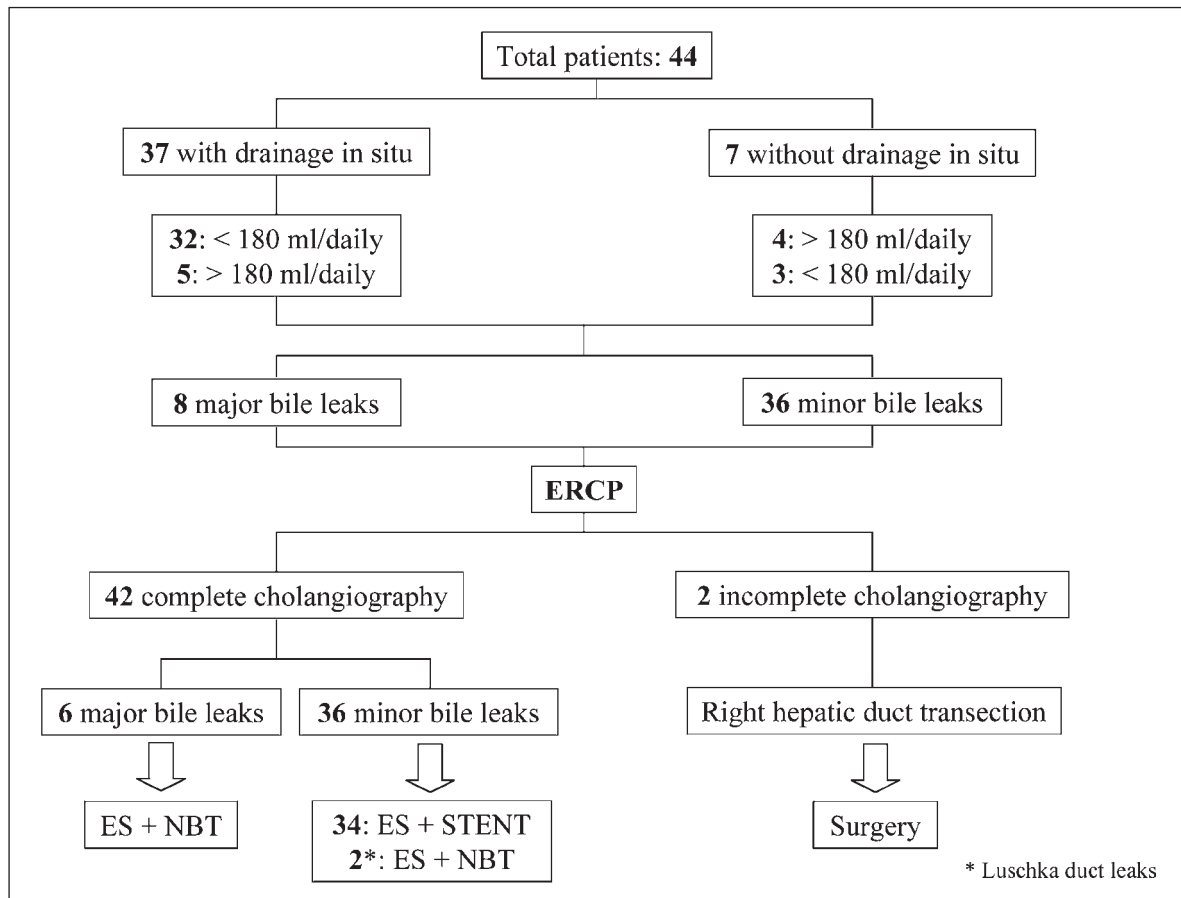 Total patients: 44
37 with drainage in situ
7 without drainage in situ
32: < 180 ml/daily
5: > 180 ml/daily
4: > 180 ml/daily
3: < 180 ml/daily
8 major bile leaks
36 minor bile leaks
ERCP
42 complete cholangiography
2 incomplete cholangiography
6 major bile leaks
36 minor bile leaks
Right hepatic duct transection
ES + NBT
34: ES + STENT
2*: ES + NBT
Surgery
* Luschka duct leaks